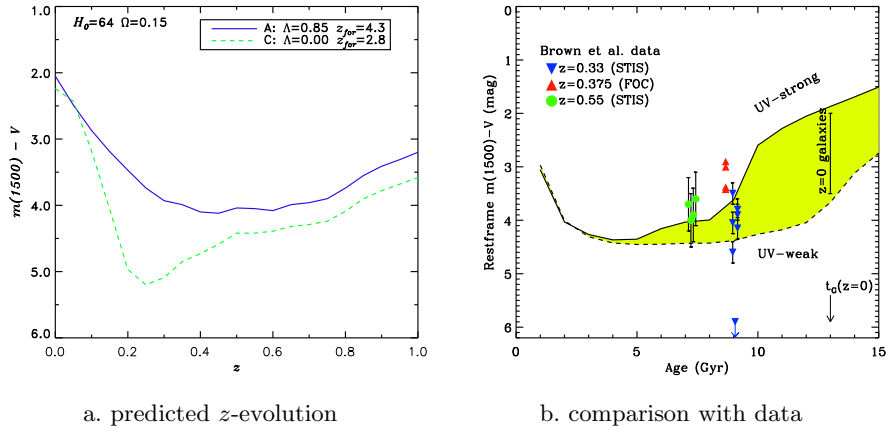 H₀=64 Ω=0.15
A: Λ=0.85 z_for=4.3
C: Λ=0.00 z_for=2.8
1.0
2.0
3.0
4.0
5.0
6.0
m(1500) - V
0.0 0.2 0.4 0.6 0.8 1.0
z
a. predicted z-evolution
Brown et al. data
z=0.33 (STIS)
z=0.375 (FOC)
z=0.55 (STIS)
UV-strong
z=0 galaxies
UV-weak
t_G(z=0)
0
1
2
3
4
5
6
Restframe m(1500)-V (mag)
0 5 10 15
Age (Gyr)
b. comparison with data